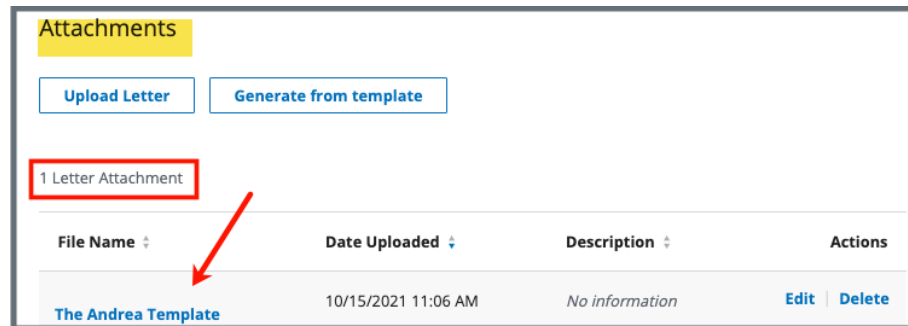 Attachments
Upload Letter Generate from template
1 Letter Attachment
File Name Date Uploaded Description Actions
The Andrea Template 10/15/2021 11:06 AM No information Edit | Delete